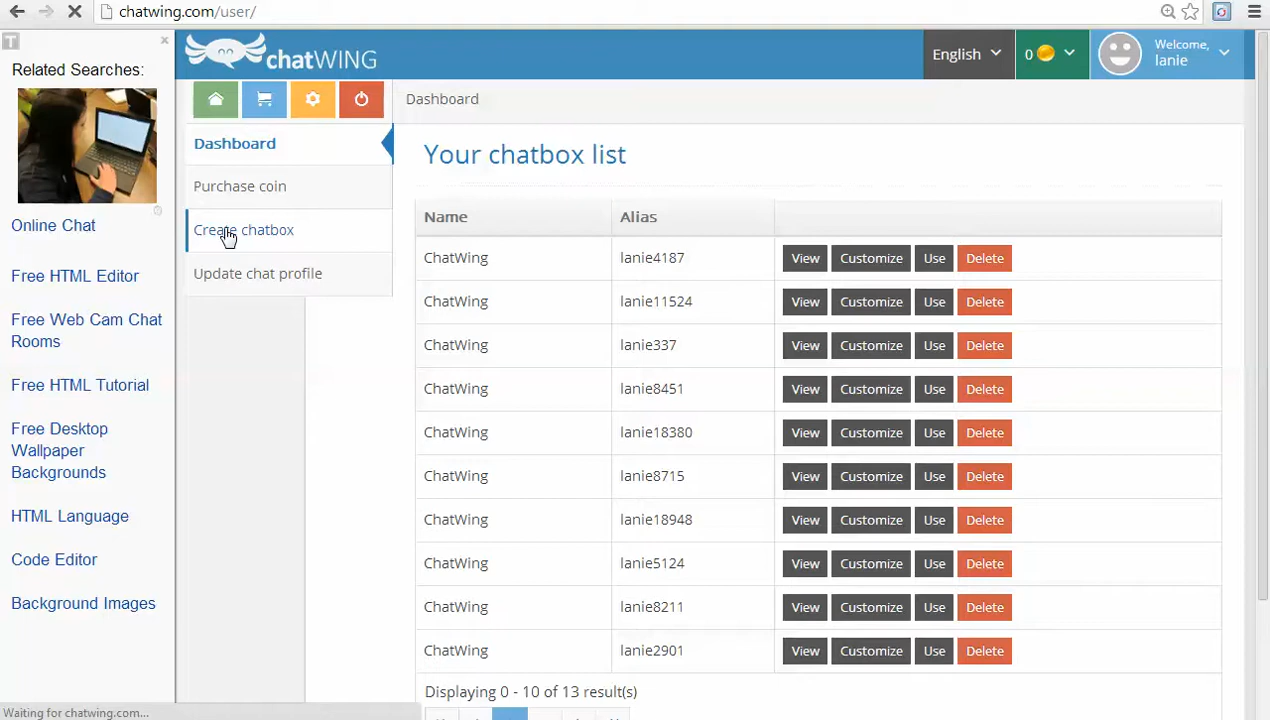 chatwing.com/user/
T
Related Searches:
Online Chat
Free HTML Editor
Free Web Cam Chat
Rooms
Free HTML Tutorial
Free Desktop
Wallpaper
Backgrounds
HTML Language
Code Editor
Background Images
chatWING
English
0
Welcome,
lanie
Dashboard
Dashboard
Purchase coin
Create chatbox
Update chat profile
Your chatbox list
Name Alias
ChatWing lanie4187 View Customize Use Delete
ChatWing lanie11524 View Customize Use Delete
ChatWing lanie337 View Customize Use Delete
ChatWing lanie8451 View Customize Use Delete
ChatWing lanie18380 View Customize Use Delete
ChatWing lanie8715 View Customize Use Delete
ChatWing lanie18948 View Customize Use Delete
ChatWing lanie5124 View Customize Use Delete
ChatWing lanie8211 View Customize Use Delete
ChatWing lanie2901 View Customize Use Delete
Displaying 0 - 10 of 13 result(s)
Waiting for chatwing.com...